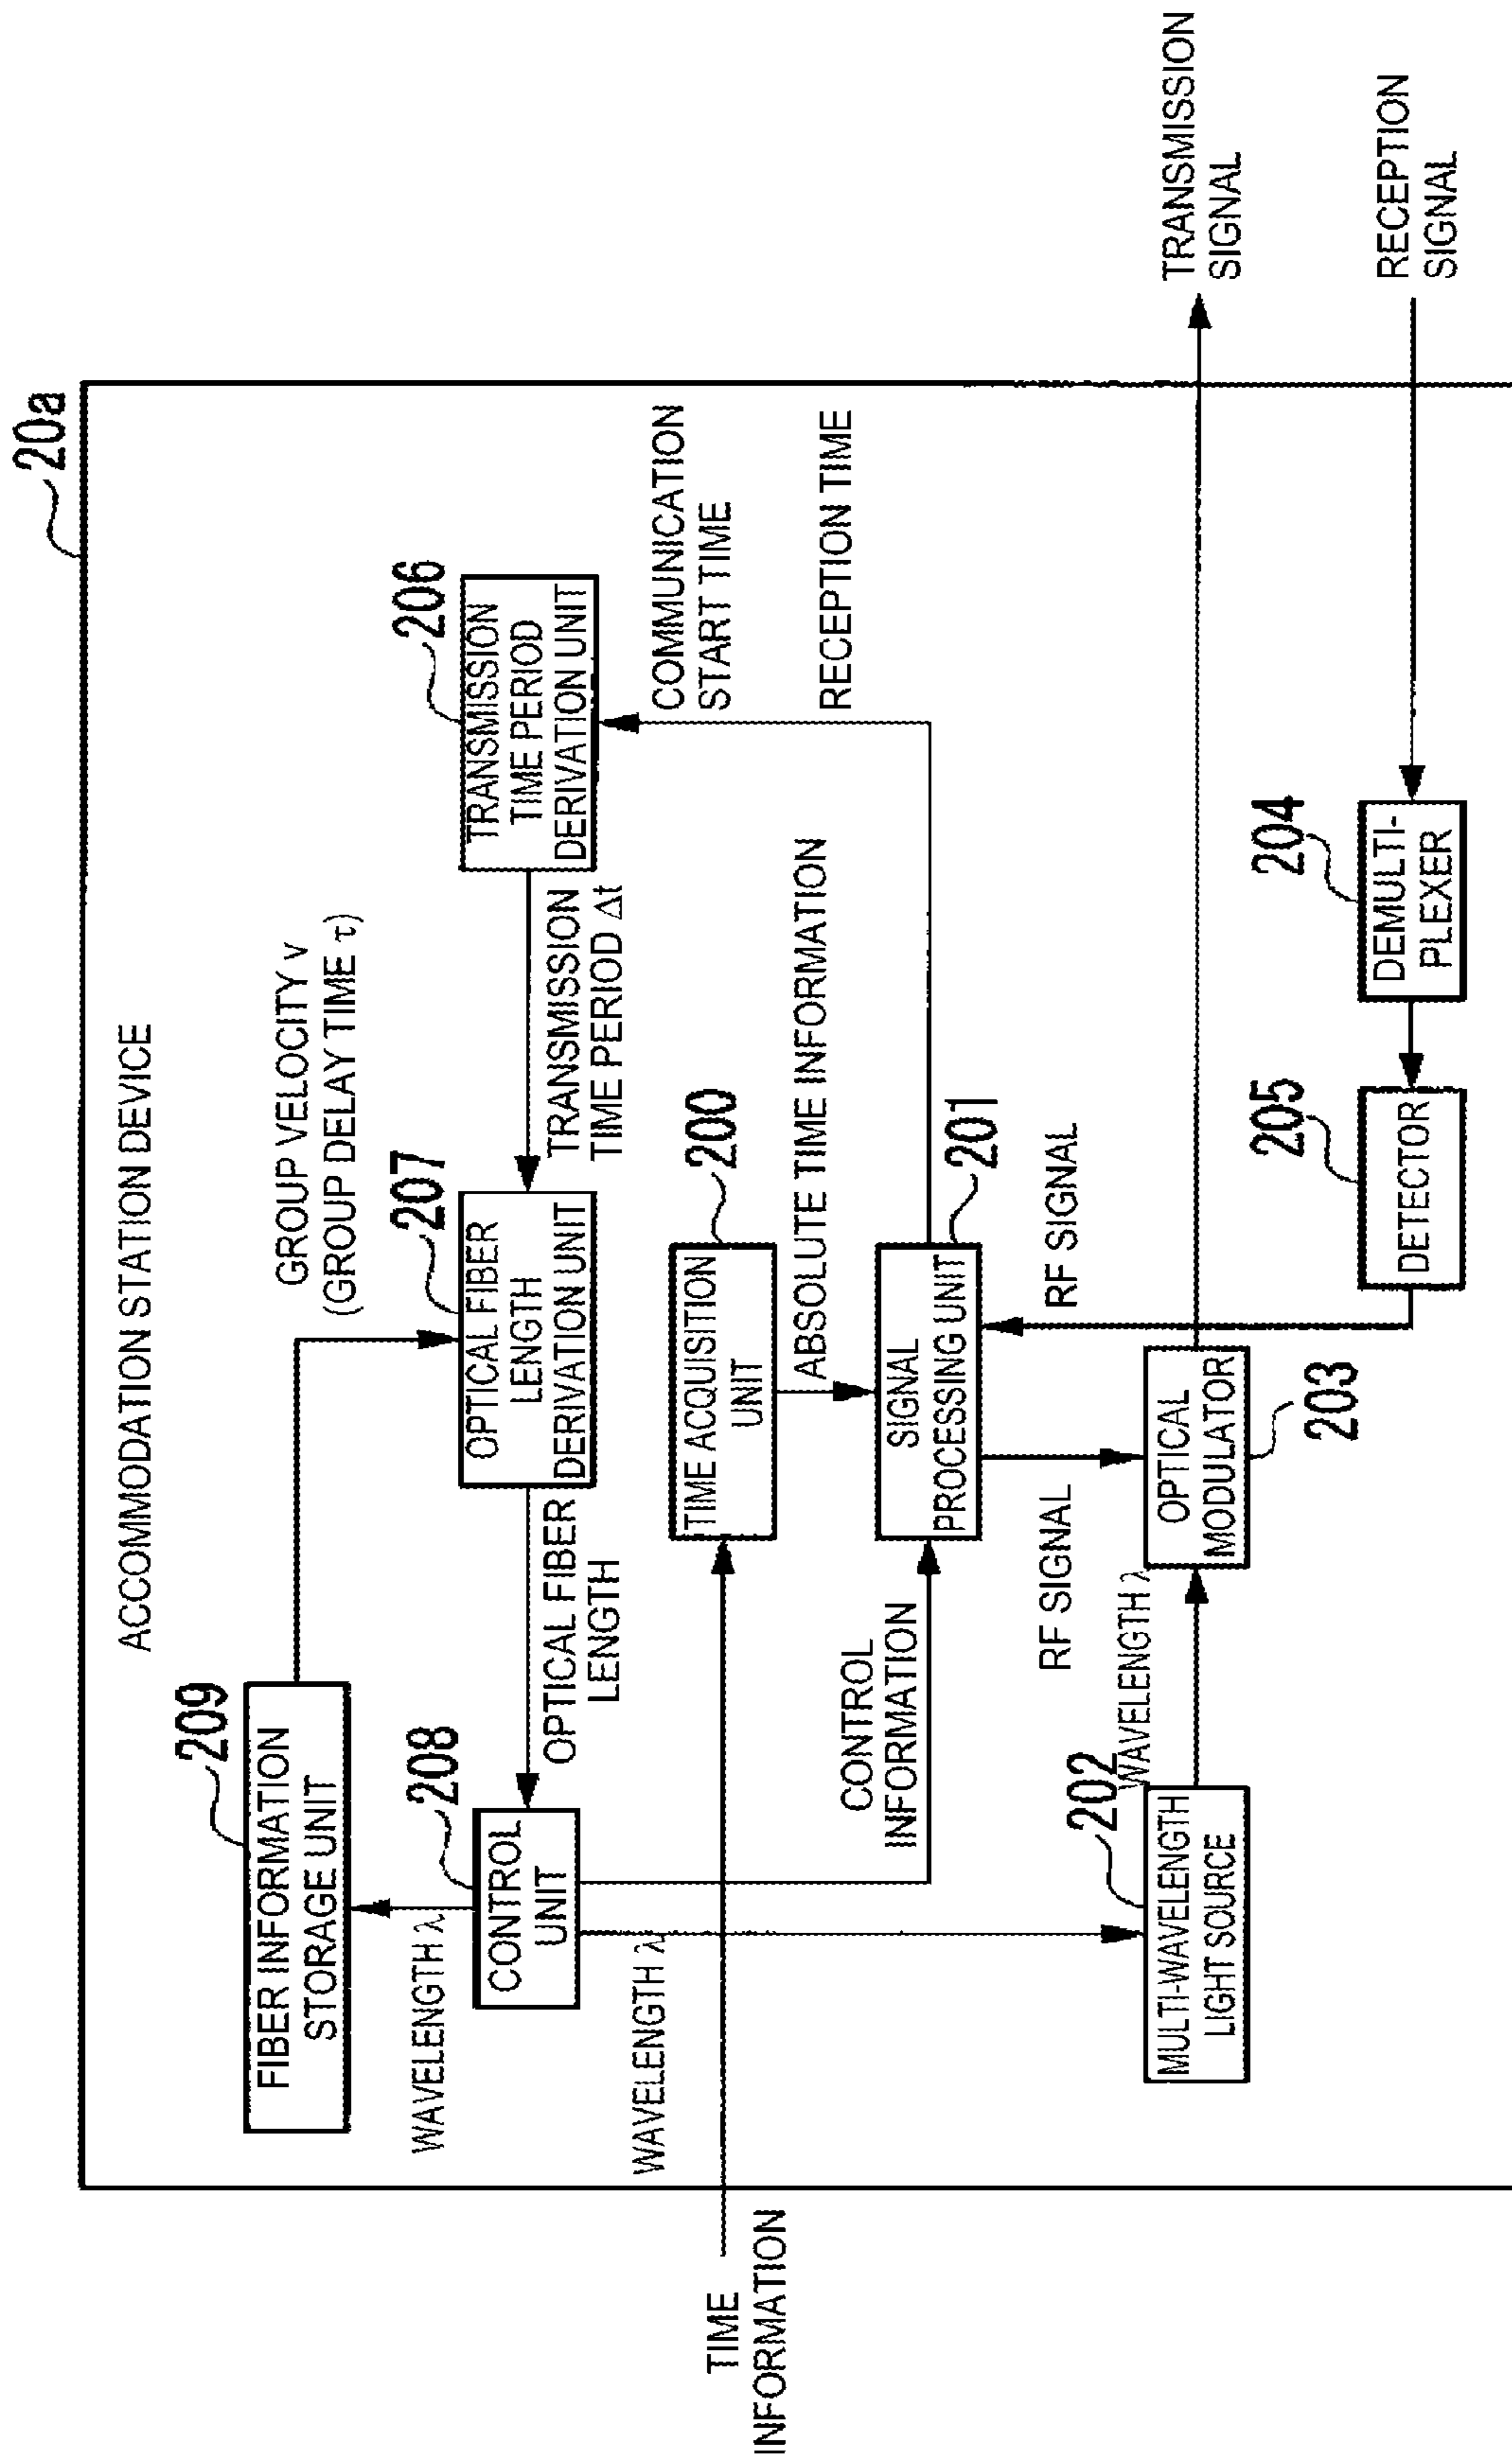 20a
ACCOMMODATION STATION DEVICE
209
FIBER INFORMATION
STORAGE UNIT
GROUP VELOCITY v
(GROUP DELAY TIME τ)
WAVELENGTH λ
208
CONTROL
UNIT
OPTICAL FIBER
LENGTH
207
OPTICAL FIBER
LENGTH
DERIVATION UNIT
TRANSMISSION
TIME PERIOD Δt
206
TRANSMISSION
TIME PERIOD
DERIVATION UNIT
WAVELENGTH λ
COMMUNICATION
START TIME
RECEPTION TIME
TIME
INFORMATION
200
TIME ACQUISITION
UNIT
ABSOLUTE TIME INFORMATION
CONTROL
INFORMATION
201
SIGNAL
PROCESSING UNIT
RF SIGNAL
RF SIGNAL
202
MULTI-WAVELENGTH
LIGHT SOURCE
WAVELENGTH λ
OPTICAL
MODULATOR
203
TRANSMISSION
SIGNAL
205
DETECTOR
204
DEMULTI-
PLEXER
RECEPTION
SIGNAL